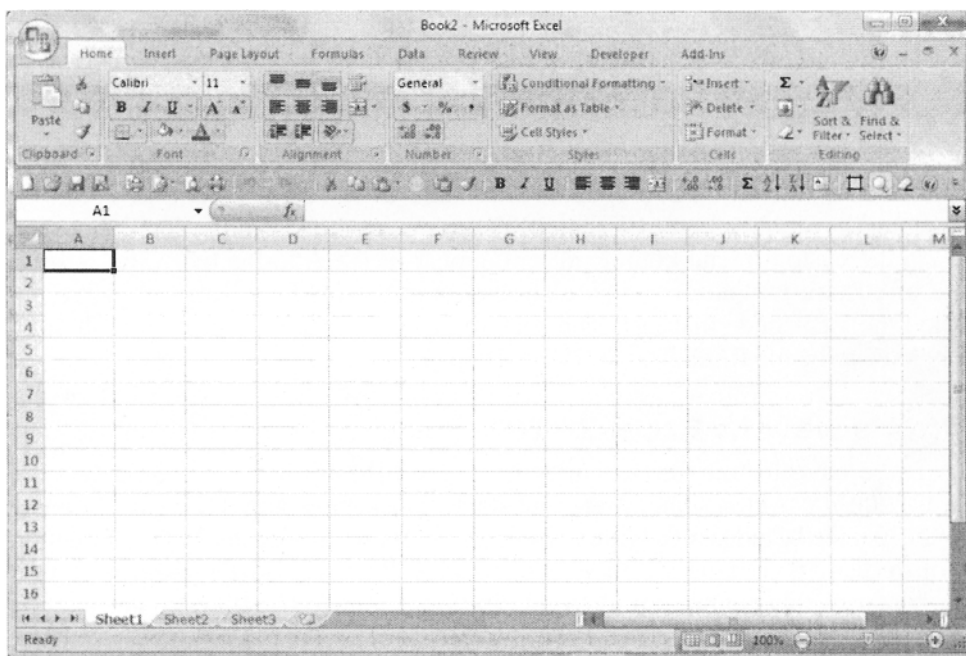 Book2 - Microsoft Excel
Home Insert Page Layout Formulas Data Review View Developer Add-Ins
Calibri 11 General Conditional Formatting Insert Σ
Paste B I U A A $ % , Format as Table Delete Sort & Find &
A Cell Styles Format Filter Select
Clipboard Font Alignment Number Styles Cells Editing
B I U Σ
A1 fx
A B C D E F G H I J K L M
1
2
3
4
5
6
7
8
9
10
11
12
13
14
15
16
Sheet1 Sheet2 Sheet3
Ready 100%